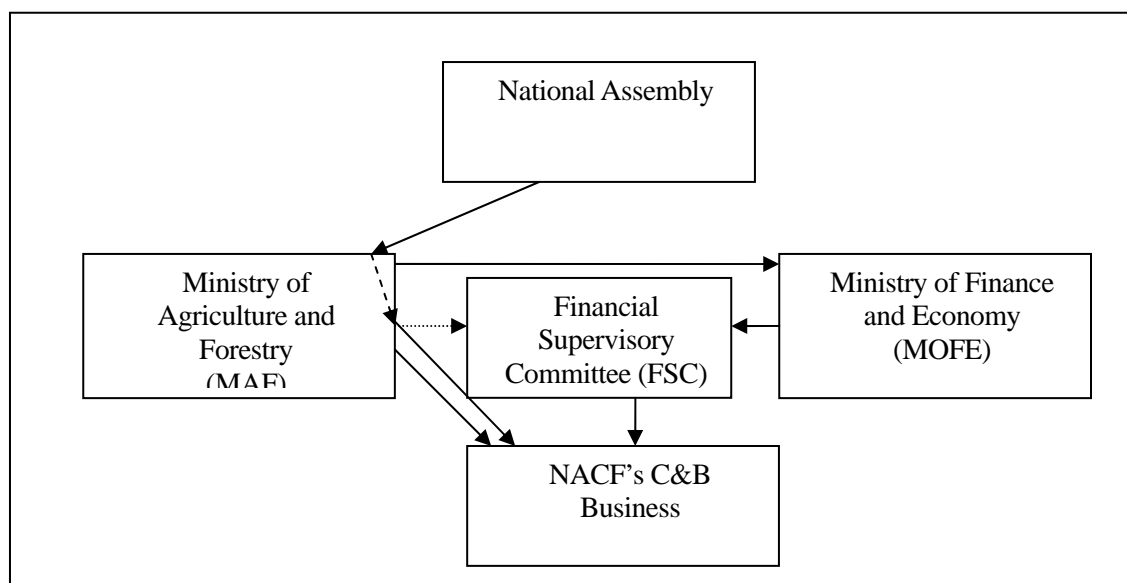 National Assembly
Ministry of
Agriculture and
Forestry
(MAF)
Financial
Supervisory
Committee (FSC)
Ministry of Finance
and Economy
(MOFE)
NACF’s C&B
Business